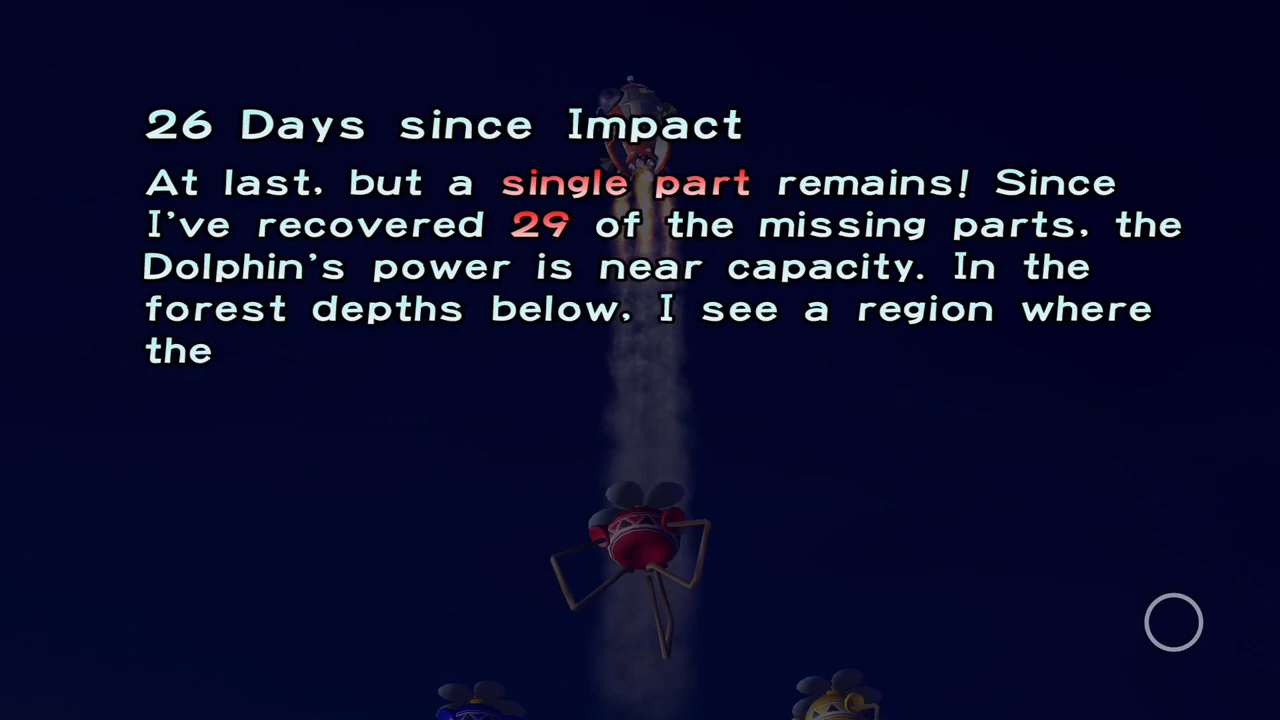 26 Days since Impact
At last, but a single part remains! Since
I've recovered 29 of the missing parts, the
Dolphin's power is near capacity. In the
forest depths below, I see a region where
the